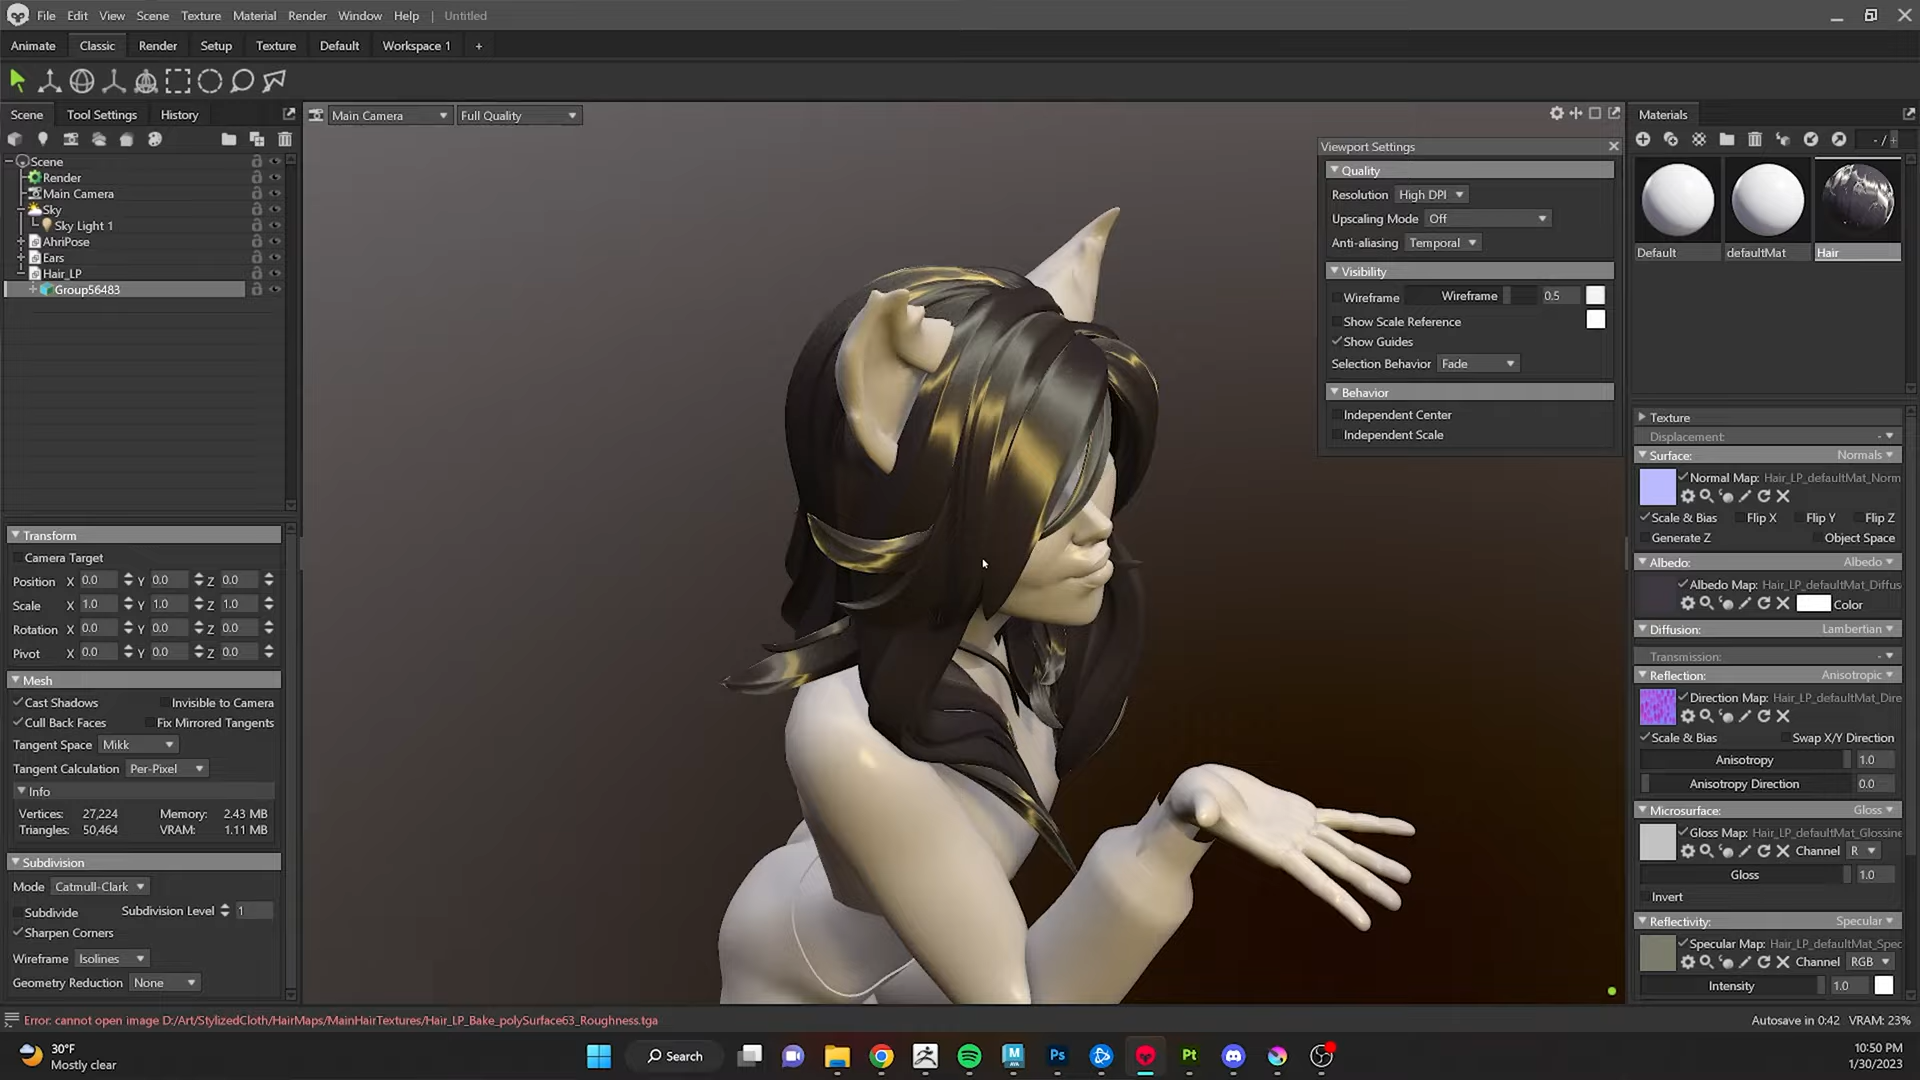 File Edit View Scene Texture Material Render Window Help | Untitled
Animate Classic Render Setup Texture Default Workspace 1 +
Scene Tool Settings History
Main Camera Full Quality
Scene
Render
Main Camera
Sky
Sky Light 1
AhriPose
Ears
Hair_LP
Group56483
Transform
Camera Target
Position X 0.0 Y 0.0 Z 0.0
Scale X 1.0 Y 1.0 Z 1.0
Rotation X 0.0 Y 0.0 Z 0.0
Pivot X 0.0 Y 0.0 Z 0.0
Mesh
Cast Shadows Invisible to Camera
Cull Back Faces Fix Mirrored Tangents
Tangent Space Mikk
Tangent Calculation Per-Pixel
Info
Vertices: 27,224 Memory: 2.43 MB
Triangles: 50,464 VRAM: 1.11 MB
Subdivision
Mode Catmull-Clark
Subdivide Subdivision Level 1
Sharpen Corners
Wireframe Isolines
Geometry Reduction None
Viewport Settings
Quality
Resolution High DPI
Upscaling Mode Off
Anti-aliasing Temporal
Visibility
Wireframe Wireframe 0.5
Show Scale Reference
Show Guides
Selection Behavior Fade
Behavior
Independent Center
Independent Scale
Materials
- /
Default defaultMat Hair
Texture
Displacement: -
Surface: Normals
Normal Map: Hair_LP_defaultMat_Norm
Scale & Bias Flip X Flip Y Flip Z
Generate Z Object Space
Albedo: Albedo
Albedo Map: Hair_LP_defaultMat_Diffus
Color
Diffusion: Lambertian
Transmission: -
Reflection: Anisotropic
Direction Map: Hair_LP_defaultMat_Dire
Scale & Bias Swap X/Y Direction
Anisotropy 1.0
Anisotropy Direction 0.0
Microsurface: Gloss
Gloss Map: Hair_LP_defaultMat_Glossine
Channel R
Gloss 1.0
Invert
Reflectivity: Specular
Specular Map: Hair_LP_defaultMat_Spec
Channel RGB
Intensity 1.0
Error: cannot open image D:/Art/StylizedCloth/HairMaps/MainHairTextures/Hair_LP_Bake_polySurface63_Roughness.tga
Autosave in 0:42 VRAM: 23%
30°F
Mostly clear
Search
M
Ps
Pt
10:50 PM
1/30/2023